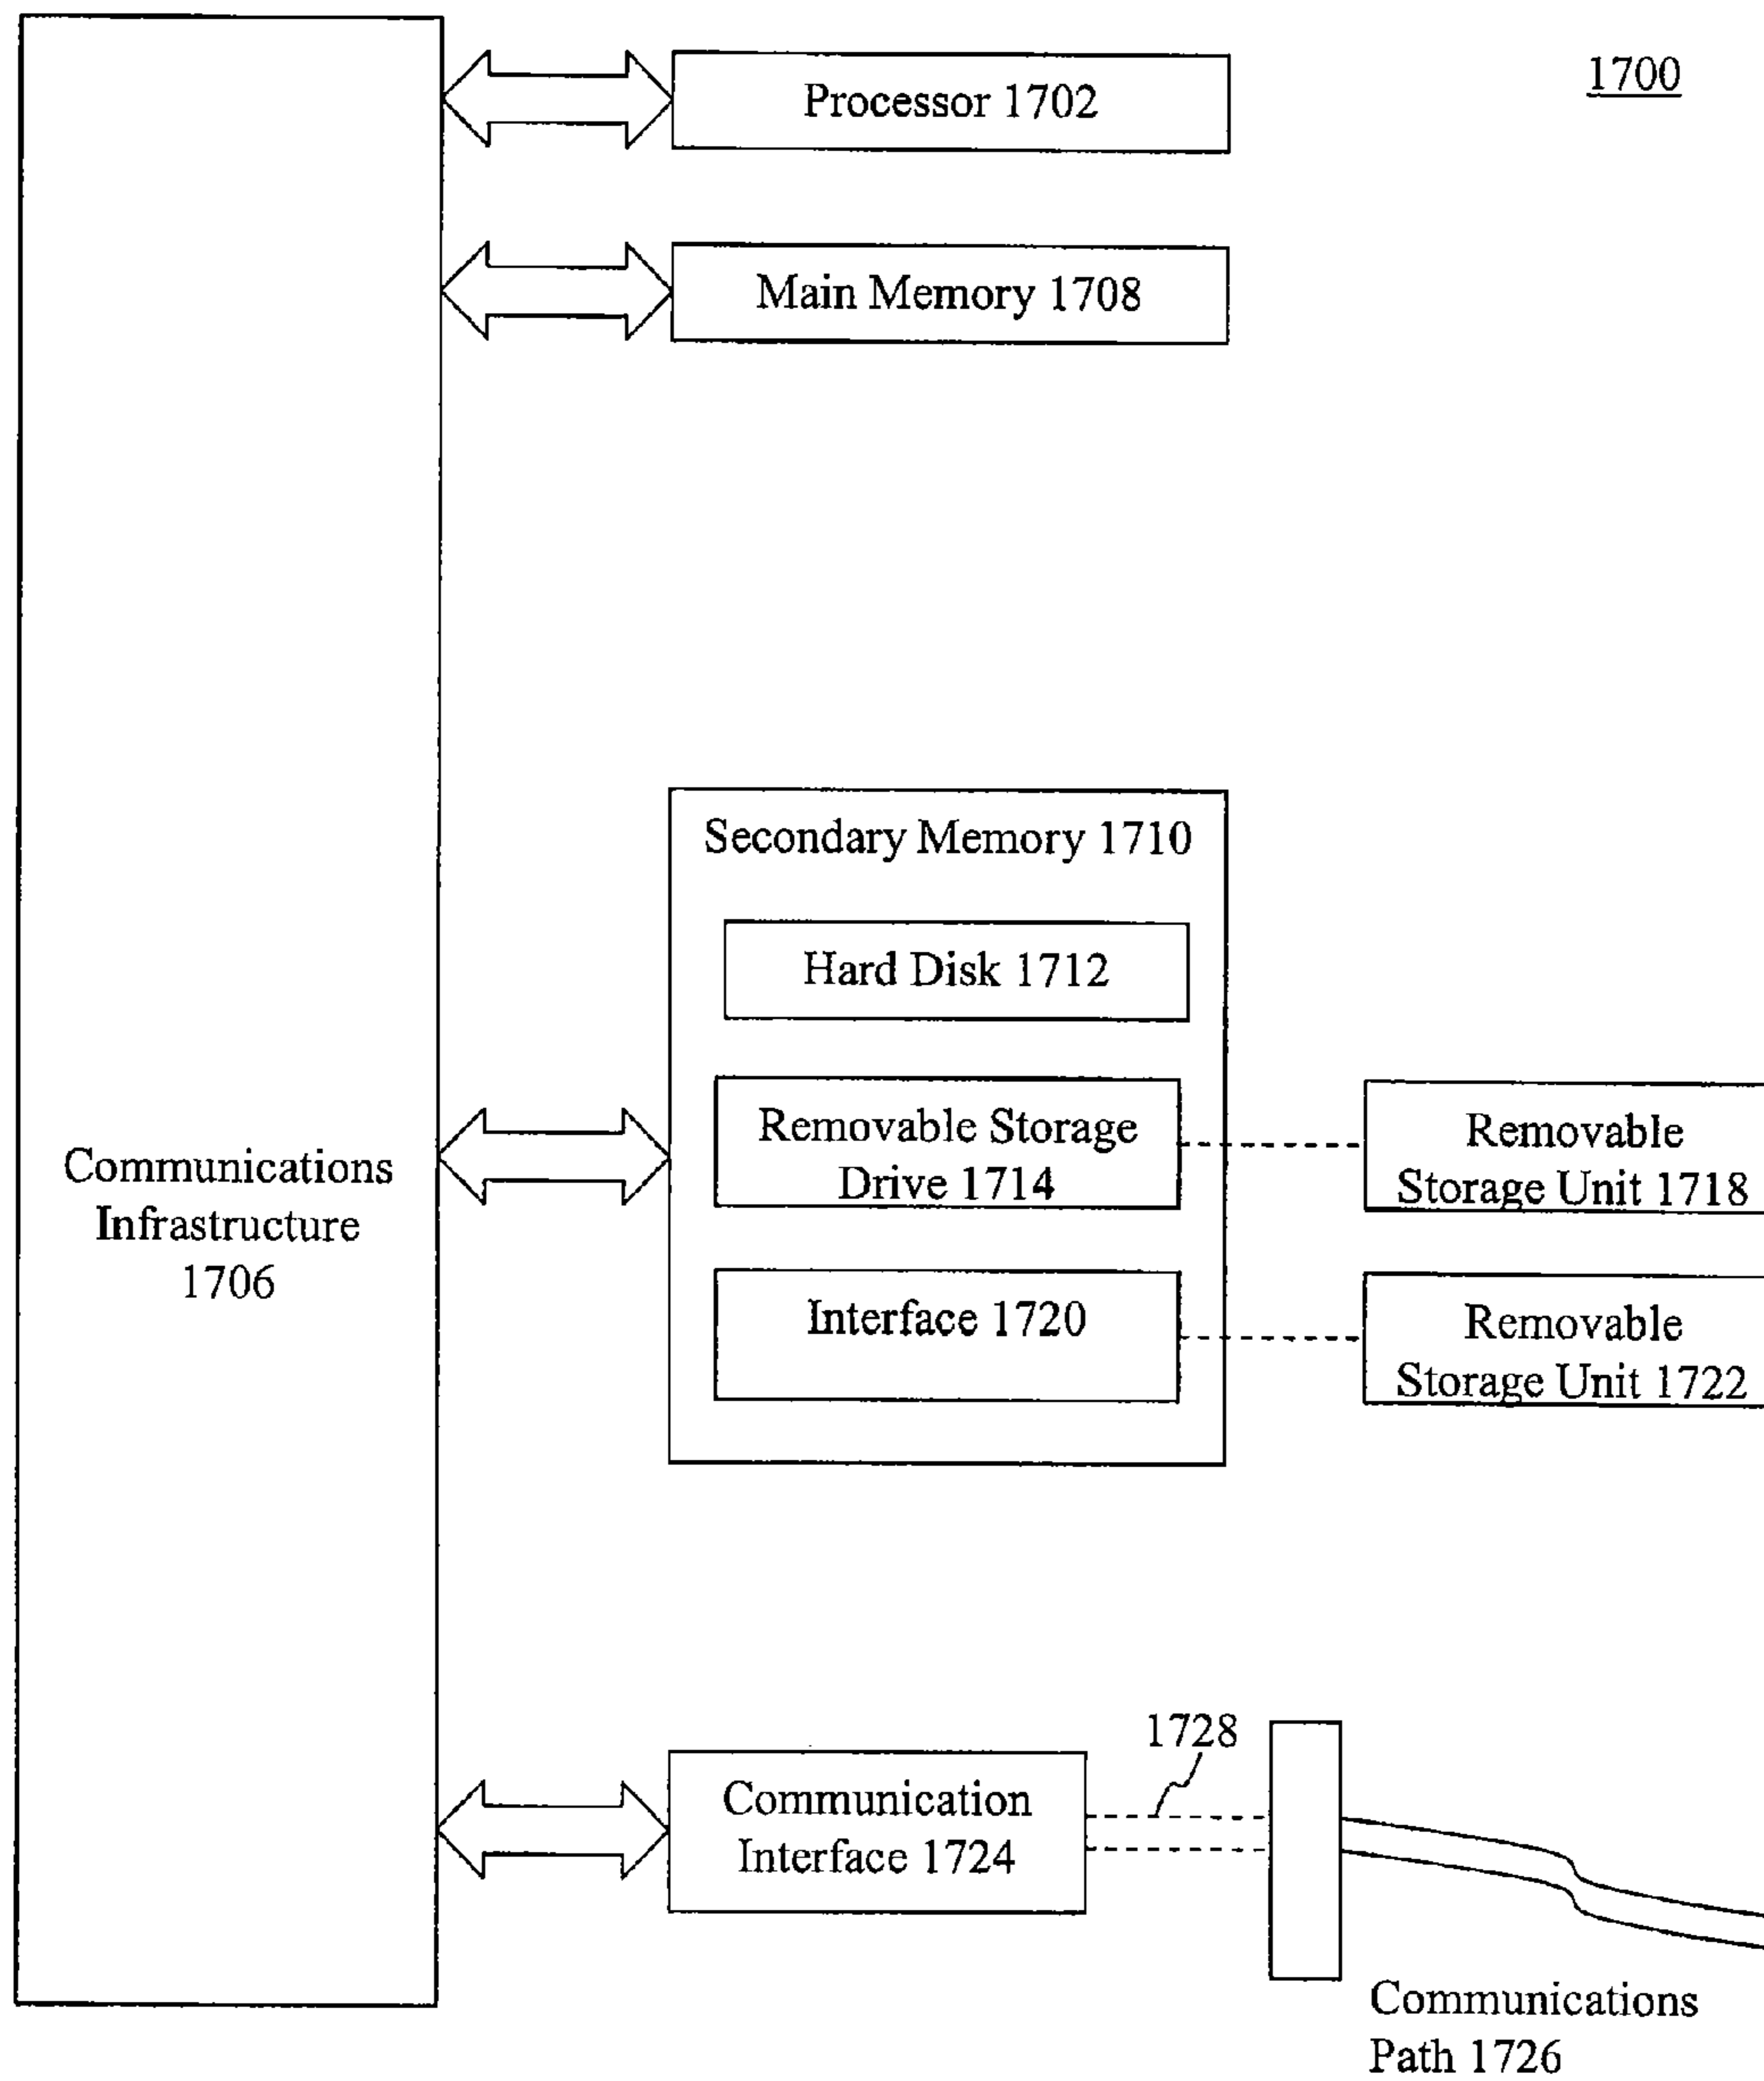 1700
Processor 1702
Main Memory 1708
Secondary Memory 1710
Hard Disk 1712
Removable Storage
Drive 1714
Removable
Storage Unit 1718
Communications
Infrastructure
1706
Interface 1720
Removable
Storage Unit 1722
1728
Communication
Interface 1724
Communications
Path 1726